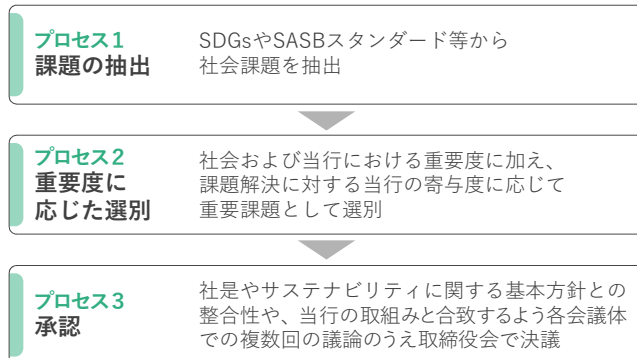 プロセス1
課題の抽出
SDGsやSASBスタンダード等から
社会課題を抽出
プロセス2
重要度に
応じた選別
社会および当行における重要度に加え、
課題解決に対する当行の寄与度に応じて
重要課題として選別
プロセス3
承認
社是やサステナビリティに関する基本方針との
整合性や、当行の取組みと合致するよう各会議体
での複数回の議論のうえ取締役会で決議